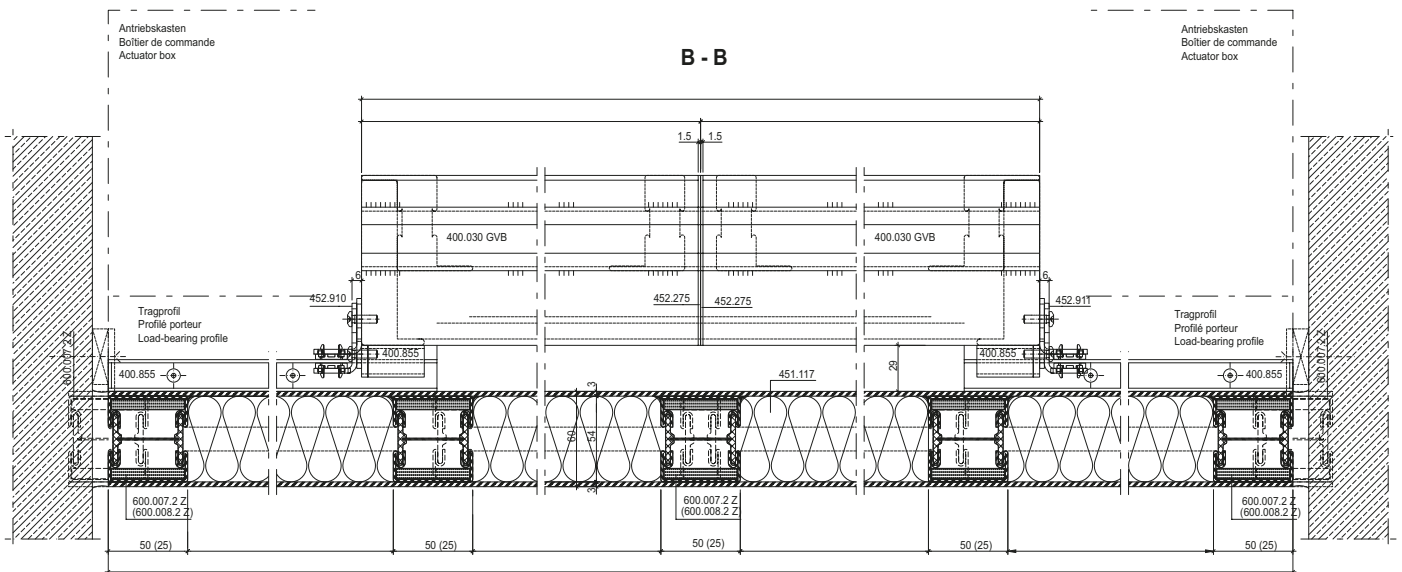 Antriebskasten
Boîtier de commande
Actuator box
Antriebskasten
Boîtier de commande
Actuator box
B - B
1.5 1.5
400.030 GVB
400.030 GVB
6
6
452.910
452.275
452.275
452.911
Tragprofil
Profilé porteur
Load-bearing profile
Tragprofil
Profilé porteur
Load-bearing profile
600.007.2 Z
400.855
400.855
29
400.855
400.855
600.007.2 Z
451.117
3
60
54
3
600.007.2 Z
(600.008.2 Z)
600.007.2 Z
(600.008.2 Z)
600.007.2 Z
(600.008.2 Z)
50 (25)
50 (25)
50 (25)
50 (25)
50 (25)